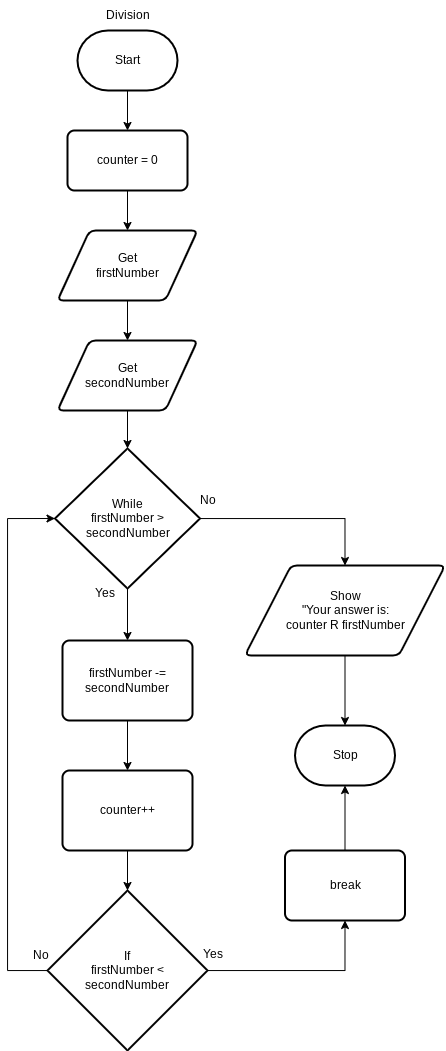 Division
Start
counter = 0
Get
firstNumber
Get
secondNumber
While
firstNumber >
secondNumber
No
Yes
Show
"Your answer is:
counter R firstNumber
firstNumber -=
secondNumber
Stop
counter++
break
If
firstNumber <
secondNumber
No
Yes